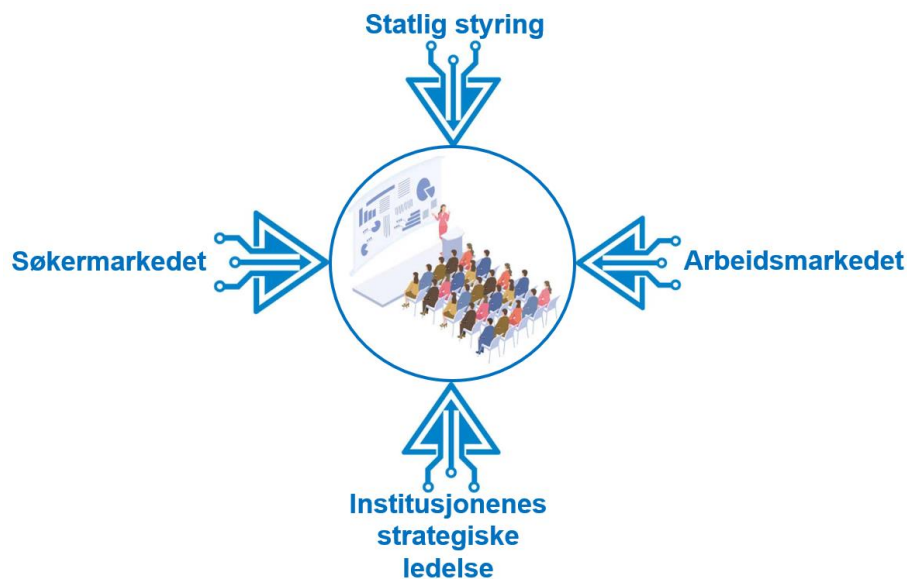 Statlig styring
Søkermarkedet
Arbeidsmarkedet
Institusjonenes
strategiske
ledelse